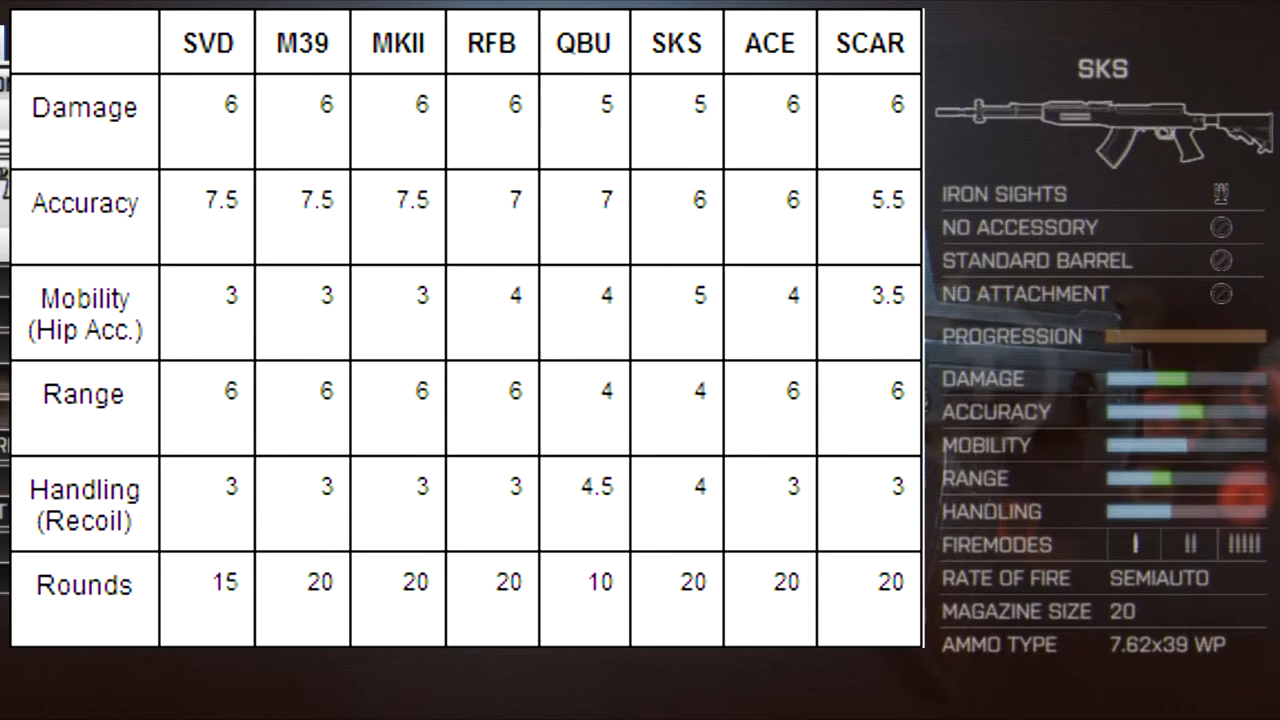 SVD M39 MKII RFB QBU SKS ACE SCAR
Damage 6 6 6 6 5 5 6 6
Accuracy 7.5 7.5 7.5 7 7 6 6 5.5
Mobility
(Hip Acc.) 3 3 3 4 4 5 4 3.5
Range 6 6 6 6 4 4 6 6
Handling
(Recoil) 3 3 3 3 4.5 4 3 3
Rounds 15 20 20 20 10 20 20 20
SKS
IRON SIGHTS
NO ACCESSORY
STANDARD BARREL
NO ATTACHMENT
PROGRESSION
DAMAGE
ACCURACY
MOBILITY
RANGE
HANDLING
FIREMODES
RATE OF FIRE SEMIAUTO
MAGAZINE SIZE 20
AMMO TYPE 7.62x39 WP